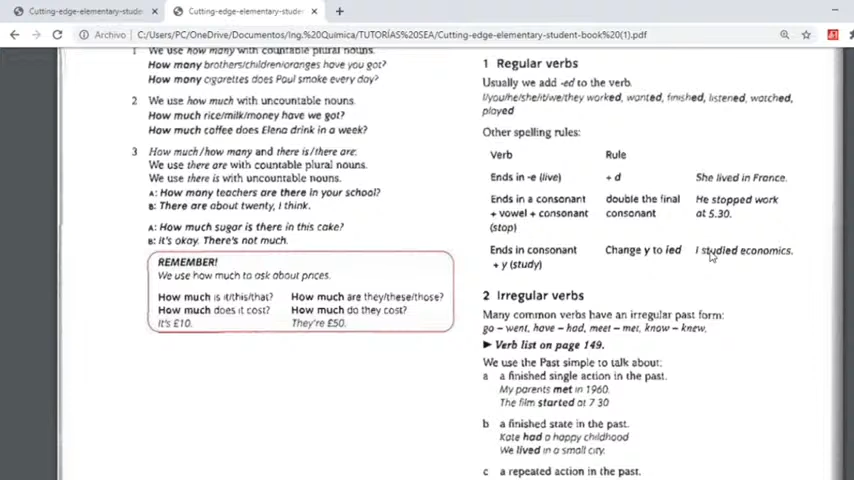 Cutting-edge-elementary-studen
Cutting-edge-elementary-studen
Archivo
C:/Users/PC/OneDrive/Documentos/Ing.%20Química/TUTORÍAS%20SEA/Cutting-edge-elementary-student-book%20(1).pdf
1 We use how many with countable plural nouns.
How many brothers/children/oranges have you got?
How many cigarettes does Paul smoke every day?
2 We use how much with uncountable nouns.
How much rice/milk/money have we got?
How much coffee does Elena drink in a week?
3 How much/how many and there is/there are.
We use there are with countable plural nouns.
We use there is with uncountable nouns.
A: How many teachers are there in your school?
B: There are about twenty, I think.
A: How much sugar is there in this cake?
B: It's okay. There's not much.
REMEMBER!
We use how much to ask about prices.
How much is it/this/that? How much are they/these/those?
How much does it cost? How much do they cost?
It's £10. They're £50.
1 Regular verbs
Usually we add -ed to the verb.
I/you/he/she/it/we/they worked, wanted, finished, listened, watched,
played
Other spelling rules:
Verb Rule
Ends in -e (live) + d She lived in France.
Ends in a consonant double the final He stopped work
+ vowel + consonant consonant at 5.30.
(stop)
Ends in consonant Change y to ied I studied economics.
+ y (study)
2 Irregular verbs
Many common verbs have an irregular past form:
go – went, have – had, meet – met, know – knew.
► Verb list on page 149.
We use the Past simple to talk about:
a a finished single action in the past.
My parents met in 1960.
The film started at 7 30
b a finished state in the past.
Kate had a happy childhood
We lived in a small city.
c a repeated action in the past.